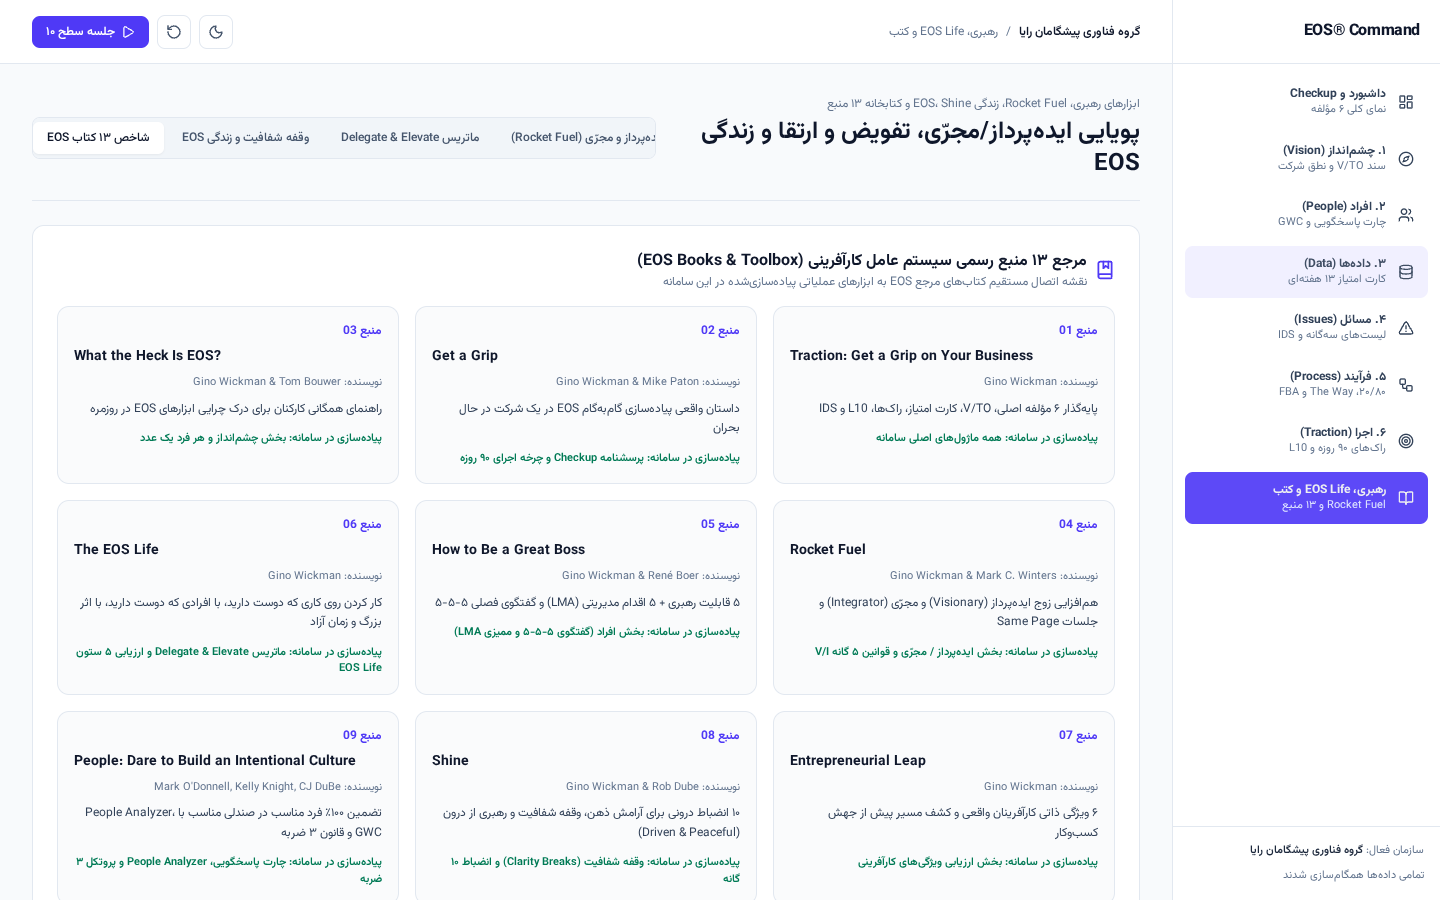 EOS® Command
داشبورد و Checkup
نمای کلی ۶ مؤلفه
۱. چشم‌انداز (Vision)
سند V/TO و نطق شرکت
۲. افراد (People)
چارت پاسخگویی و GWC
۳. داده‌ها (Data)
کارت امتیاز ۱۳ هفته‌ای
۴. مسائل (Issues)
لیست‌های سه‌گانه و IDS
۵. فرآیند (Process)
۲۰/۸۰، The Way و FBA
۶. اجرا (Traction)
راک‌های ۹۰ روزه و L10
رهبری، EOS Life و کتب
Rocket Fuel و ۱۳ منبع
سازمان فعال: گروه فناوری پیشگامان رایا
تمامی داده‌ها همگام‌سازی شدند
گروه فناوری پیشگامان رایا / رهبری، EOS Life و کتب
جلسه سطح ۱۰
ابزارهای رهبری، Rocket Fuel، زندگی EOS، Shine و کتابخانه ۱۳ منبع
پویایی ایده‌پرداز/مجرّی، تفویض و ارتقا و زندگی
EOS
ده‌پرداز و مجرّی (Rocket Fuel)
ماتریس Delegate & Elevate
وقفه شفافیت و زندگی EOS
شاخص ۱۳ کتاب EOS
مرجع ۱۳ منبع رسمی سیستم عامل کارآفرینی (EOS Books & Toolbox)
نقشه اتصال مستقیم کتاب‌های مرجع EOS به ابزارهای عملیاتی پیاده‌سازی‌شده در این سامانه
منبع 01
Traction: Get a Grip on Your Business
نویسنده: Gino Wickman
پایه‌گذار ۶ مؤلفه اصلی، V/TO، کارت امتیاز، راک‌ها، L10 و IDS
پیاده‌سازی در سامانه: همه ماژول‌های اصلی سامانه
منبع 02
Get a Grip
نویسنده: Gino Wickman & Mike Paton
داستان واقعی پیاده‌سازی گام‌به‌گام EOS در یک شرکت در حال
بحران
پیاده‌سازی در سامانه: پرسشنامه Checkup و چرخه اجرای ۹۰ روزه
منبع 03
What the Heck Is EOS?
نویسنده: Gino Wickman & Tom Bouwer
راهنمای همگانی کارکنان برای درک چرایی ابزارهای EOS در روزمره
پیاده‌سازی در سامانه: بخش چشم‌انداز و هر فرد یک عدد
منبع 04
Rocket Fuel
نویسنده: Gino Wickman & Mark C. Winters
هم‌افزایی زوج ایده‌پرداز (Visionary) و مجرّی (Integrator) و
جلسات Same Page
پیاده‌سازی در سامانه: بخش ایده‌پرداز / مجرّی و قوانین ۵ گانه V/I
منبع 05
How to Be a Great Boss
نویسنده: Gino Wickman & René Boer
۵ قابلیت رهبری + ۵ اقدام مدیریتی (LMA) و گفتگوی فصلی ۵-۵-۵
پیاده‌سازی در سامانه: بخش افراد (گفتگوی ۵-۵-۵ و ممیزی LMA)
منبع 06
The EOS Life
نویسنده: Gino Wickman
کار کردن روی کاری که دوست دارید، با افرادی که دوست دارید، با اثر
بزرگ و زمان آزاد
پیاده‌سازی در سامانه: ماتریس Delegate & Elevate و ارزیابی ۵ ستون
EOS Life
منبع 07
Entrepreneurial Leap
نویسنده: Gino Wickman
۶ ویژگی ذاتی کارآفرینان واقعی و کشف مسیر پیش از جهش
کسب‌وکار
پیاده‌سازی در سامانه: بخش ارزیابی ویژگی‌های کارآفرینی
منبع 08
Shine
نویسنده: Gino Wickman & Rob Dube
۱۰ انضباط درونی برای آرامش ذهن، وقفه شفافیت و رهبری از درون
(Driven & Peaceful)
پیاده‌سازی در سامانه: وقفه شفافیت (Clarity Breaks) و انضباط ۱۰
گانه
منبع 09
People: Dare to Build an Intentional Culture
نویسنده: Mark O'Donnell, Kelly Knight, CJ DuBe
تضمین ۱۰۰٪ فرد مناسب در صندلی مناسب با People Analyzer،
GWC و قانون ۳ ضربه
پیاده‌سازی در سامانه: چارت پاسخگویی، People Analyzer و پروتکل ۳
ضربه